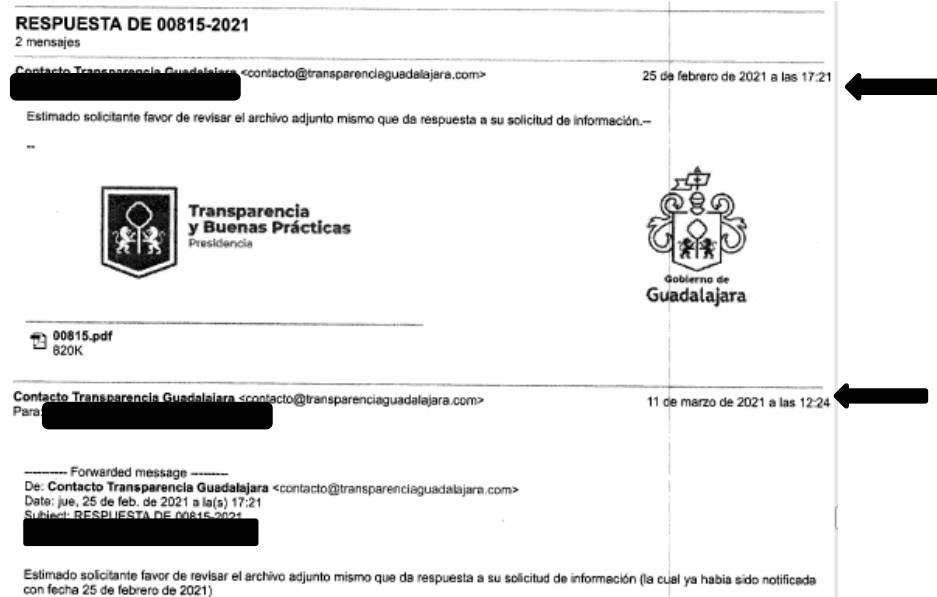 RESPUESTA DE 00815-2021
2 mensajes
Contacto Transparencia Guadalajara <contacto@transparenciaguadalajara.com> 25 de febrero de 2021 a las 17:21
Estimado solicitante favor de revisar el archivo adjunto mismo que da respuesta a su solicitud de información.--
--
Transparencia
y Buenas Prácticas
Presidencia
Gobierno de
Guadalajara
00815.pdf
820K
Contacto Transparencia Guadalajara <contacto@transparenciaguadalajara.com> 11 de marzo de 2021 a las 12:24
Para:
---------- Forwarded message ---------
De: Contacto Transparencia Guadalajara <contacto@transparenciaguadalajara.com>
Date: jue, 25 de feb. de 2021 a la(s) 17:21
Subject: RESPUESTA DE 00815-2021
Estimado solicitante favor de revisar el archivo adjunto mismo que da respuesta a su solicitud de información (la cual ya habia sido notificada
con fecha 25 de febrero de 2021)